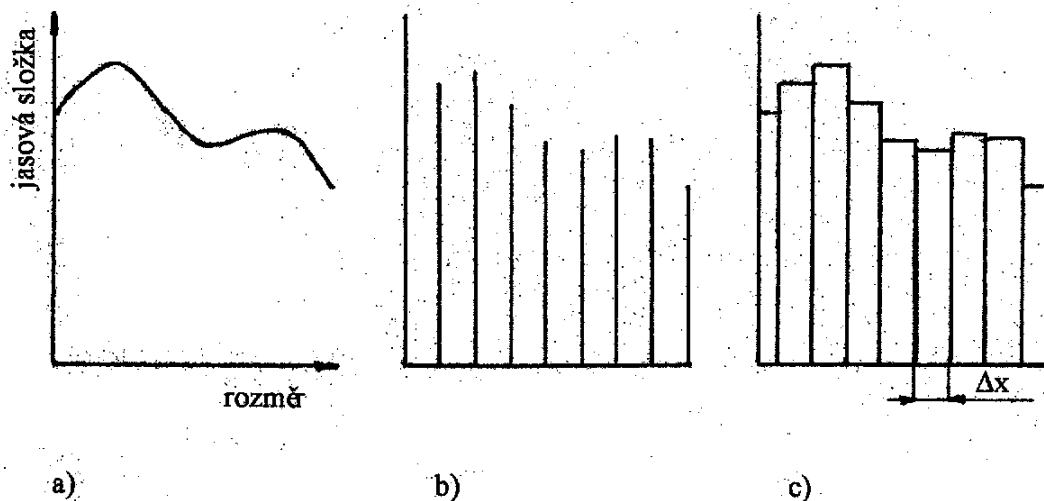 jasová složka
rozměr
Δx
a)
b)
c)